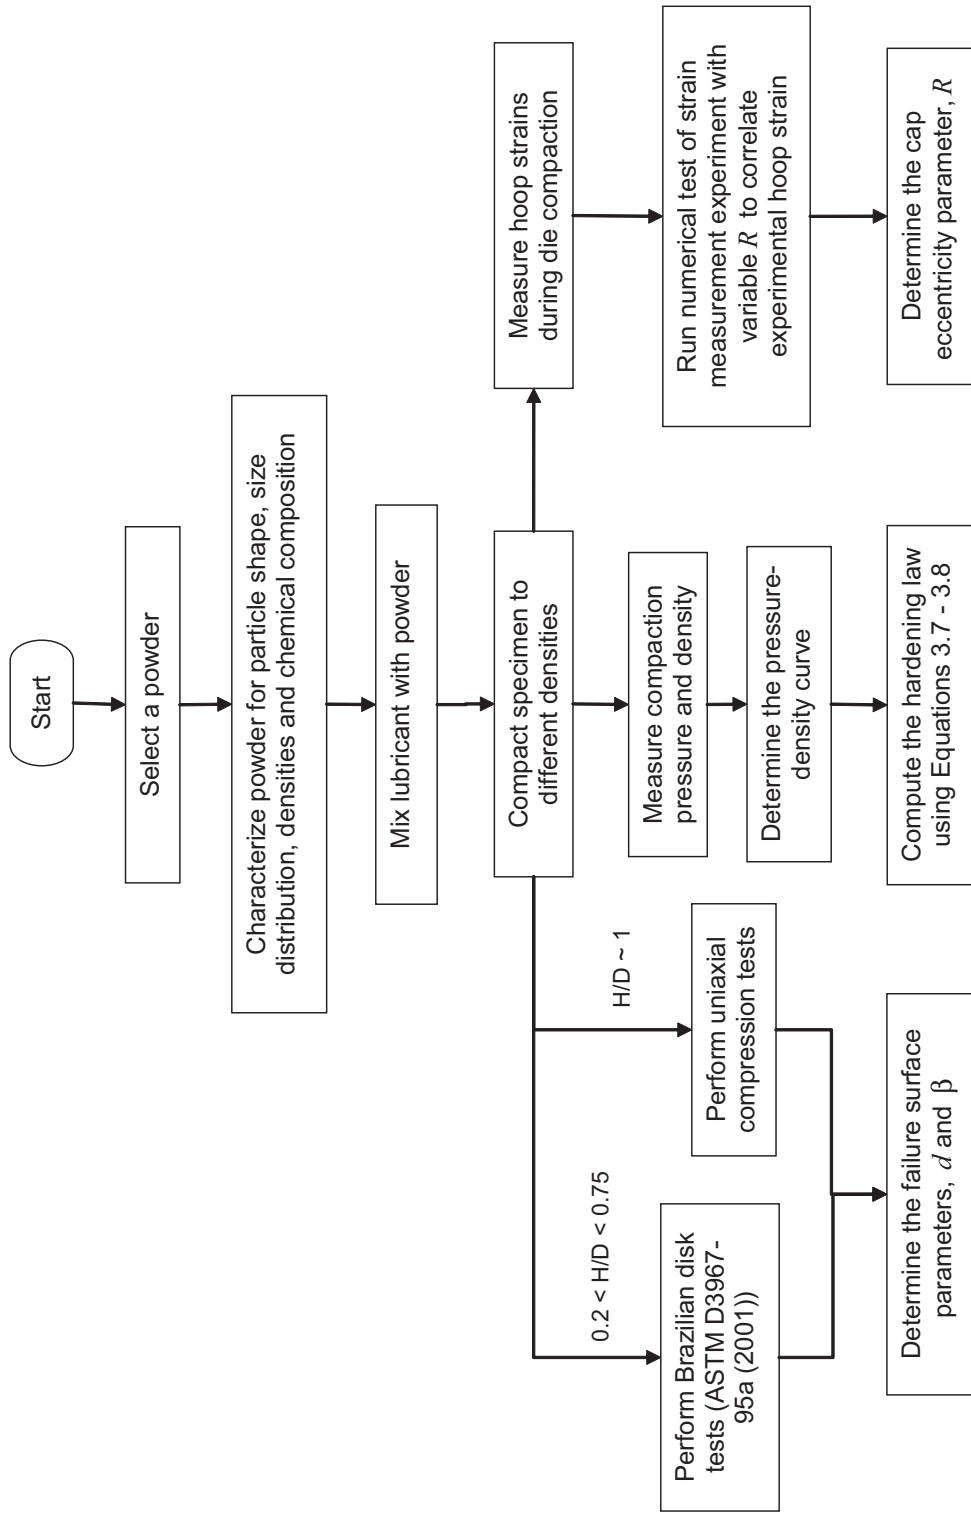 Start
Select a powder
Characterize powder for particle shape, size
distribution, densities and chemical composition
Mix lubricant with powder
Compact specimen to
different densities
0.2 < H/D < 0.75
H/D ~ 1
Perform Brazilian disk
tests (ASTM D3967-
95a (2001))
Perform uniaxial
compression tests
Determine the failure surface
parameters, d and β
Measure compaction
pressure and density
Determine the pressure-
density curve
Compute the hardening law
using Equations 3.7 - 3.8
Measure hoop strains
during die compaction
Run numerical test of strain
measurement experiment with
variable R to correlate
experimental hoop strain
Determine the cap
eccentricity parameter, R